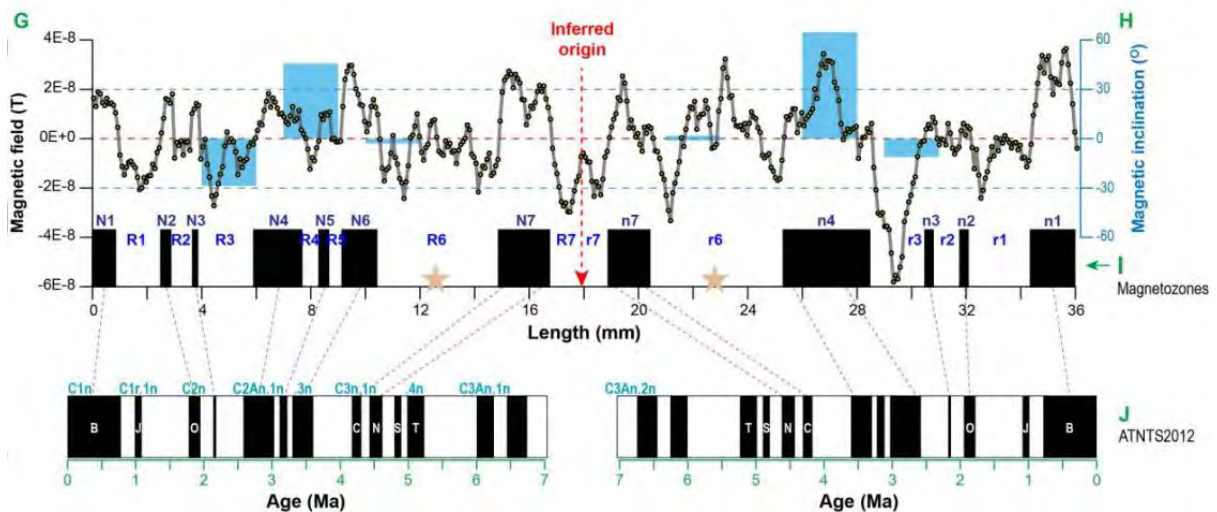 G
H
Inferred
origin
Magnetic field (T)
4E-8
2E-8
0E+0
-2E-8
-4E-8
-6E-8
60
30
0
-30
-60
Magnetic inclination (°)
N1 N2 N3 N4 N5 N6 N7 n7 n4 n3 n2 n1
R1 R2 R3 R4 R5 R6 R7 r7 r6 r3 r2 r1
I
Magnetozones
0 4 8 12 16 20 24 28 32 36
Length (mm)
C1n C1r.1n C2n C2An.1n .3n C3n.1n .4n C3An.1n C3An.2n
B J O C N S T T S N C O J B
J
ATNTS2012
0 1 2 3 4 5 6 7 7 6 5 4 3 2 1 0
Age (Ma) Age (Ma)